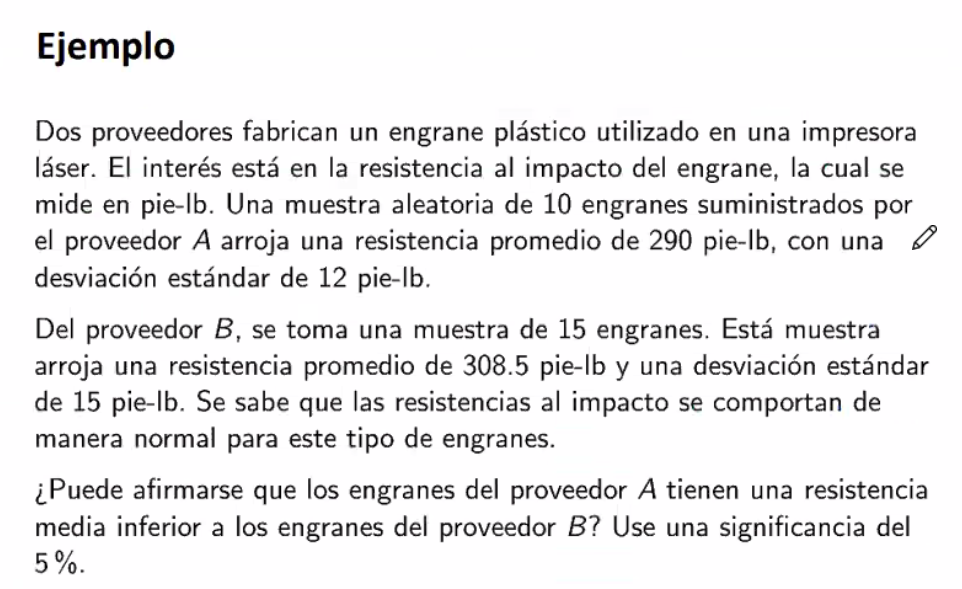 Ejemplo
Dos proveedores fabrican un engrane plástico utilizado en una impresora
láser. El interés está en la resistencia al impacto del engrane, la cual se
mide en pie-lb. Una muestra aleatoria de 10 engranes suministrados por
el proveedor A arroja una resistencia promedio de 290 pie-lb, con una
desviación estándar de 12 pie-lb.
Del proveedor B, se toma una muestra de 15 engranes. Está muestra
arroja una resistencia promedio de 308.5 pie-lb y una desviación estándar
de 15 pie-lb. Se sabe que las resistencias al impacto se comportan de
manera normal para este tipo de engranes.
¿Puede afirmarse que los engranes del proveedor A tienen una resistencia
media inferior a los engranes del proveedor B? Use una significancia del
5 %.